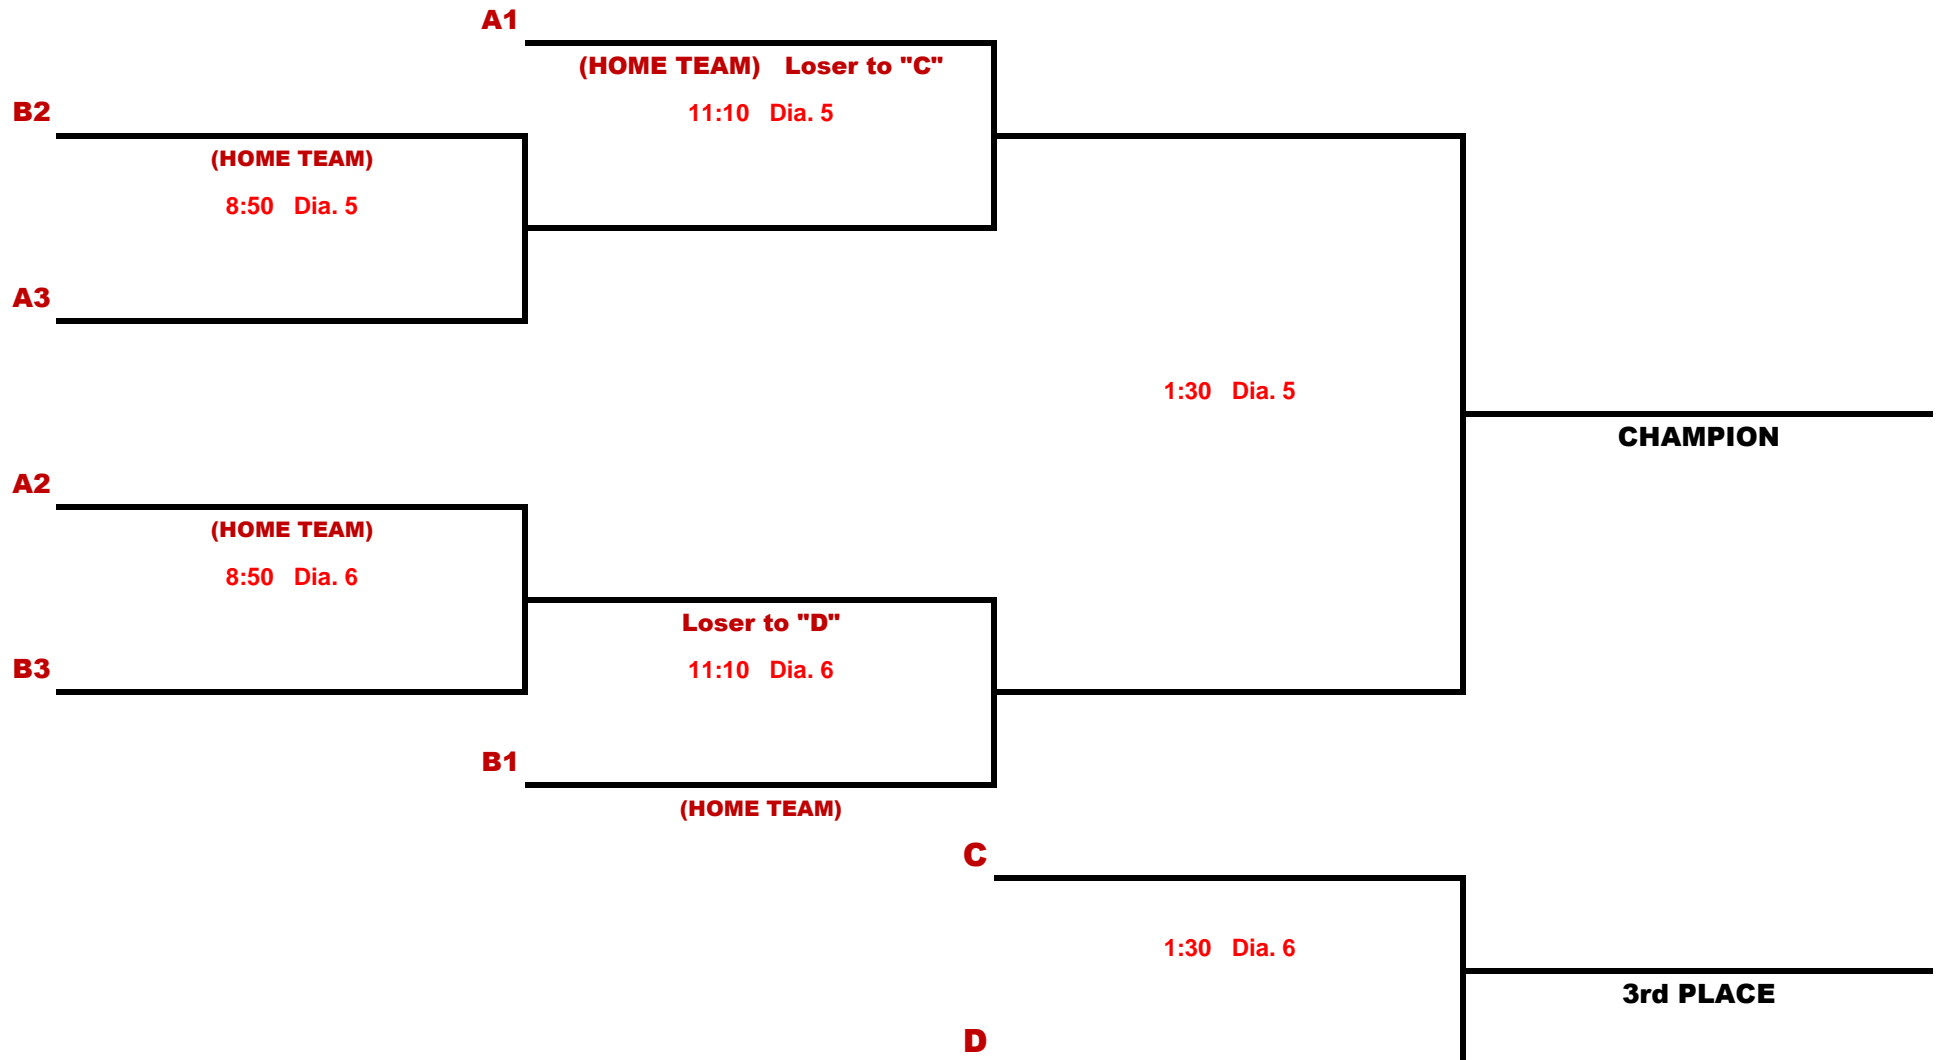 A1
(HOME TEAM) Loser to "C"
11:10 Dia. 5
B2
(HOME TEAM)
8:50 Dia. 5
A3
1:30 Dia. 5
CHAMPION
A2
(HOME TEAM)
8:50 Dia. 6
Loser to "D"
11:10 Dia. 6
B3
B1
(HOME TEAM)
C
1:30 Dia. 6
3rd PLACE
D